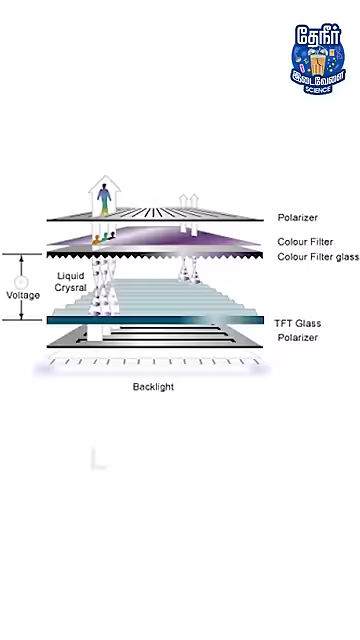 தேநீர்
இடைவேளை
SCIENCE
Polarizer
Colour Filter
Colour Filter glass
Liquid
Crysral
Voltage
TFT Glass
Polarizer
Backlight
L